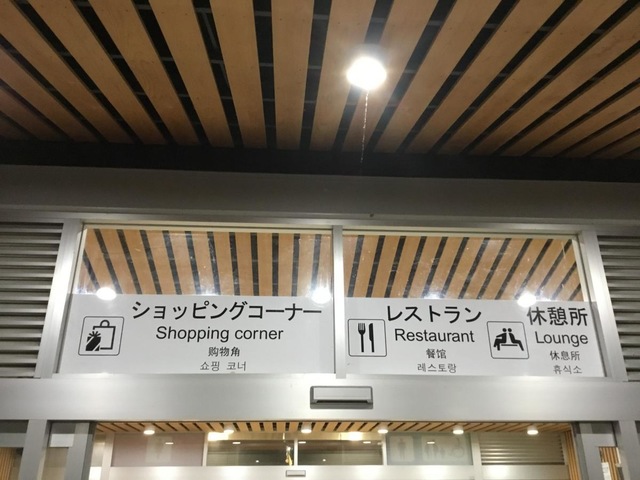 ショッピングコーナー
Shopping corner
购物角
쇼핑 코너
レストラン
Restaurant
餐馆
레스토랑
休憩所
Lounge
休息所
휴식소